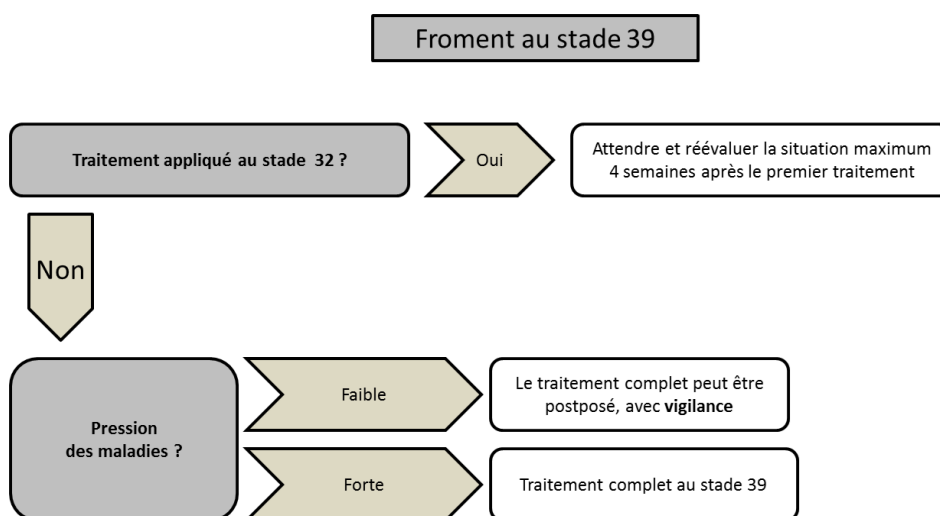 Froment au stade 39
Traitement appliqué au stade 32 ?
Oui
Attendre et réévaluer la situation maximum
4 semaines après le premier traitement
Non
Pression
des maladies ?
Faible
Le traitement complet peut être
postposé, avec vigilance
Forte
Traitement complet au stade 39